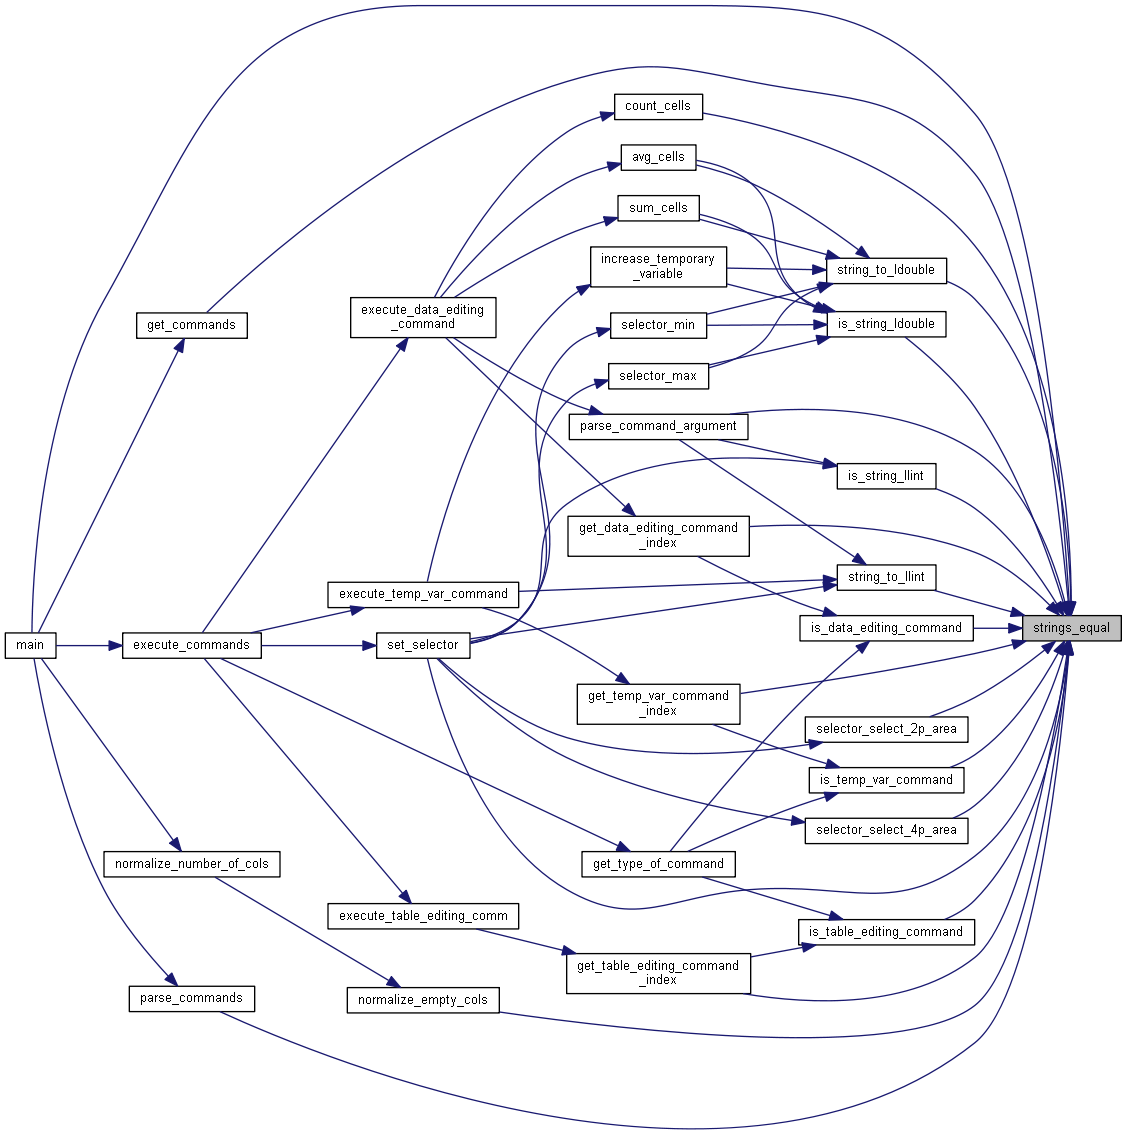 count_cells
avg_cells
sum_cells
increase_temporary
_variable
string_to_ldouble
execute_data_editing
_command
get_commands
selector_min
is_string_ldouble
selector_max
parse_command_argument
is_string_llint
get_data_editing_command
_index
string_to_llint
execute_temp_var_command
is_data_editing_command
strings_equal
main
execute_commands
set_selector
get_temp_var_command
_index
selector_select_2p_area
is_temp_var_command
selector_select_4p_area
normalize_number_of_cols
get_type_of_command
execute_table_editing_comm
is_table_editing_command
get_table_editing_command
_index
parse_commands
normalize_empty_cols